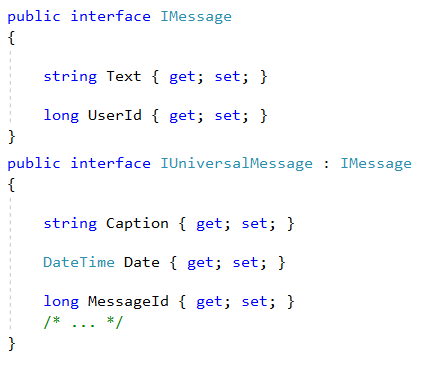 public interface IMessage
{
string Text { get; set; }
long UserId { get; set; }
}
public interface IUniversalMessage : IMessage
{
string Caption { get; set; }
DateTime Date { get; set; }
long MessageId { get; set; }
/* ... */
}